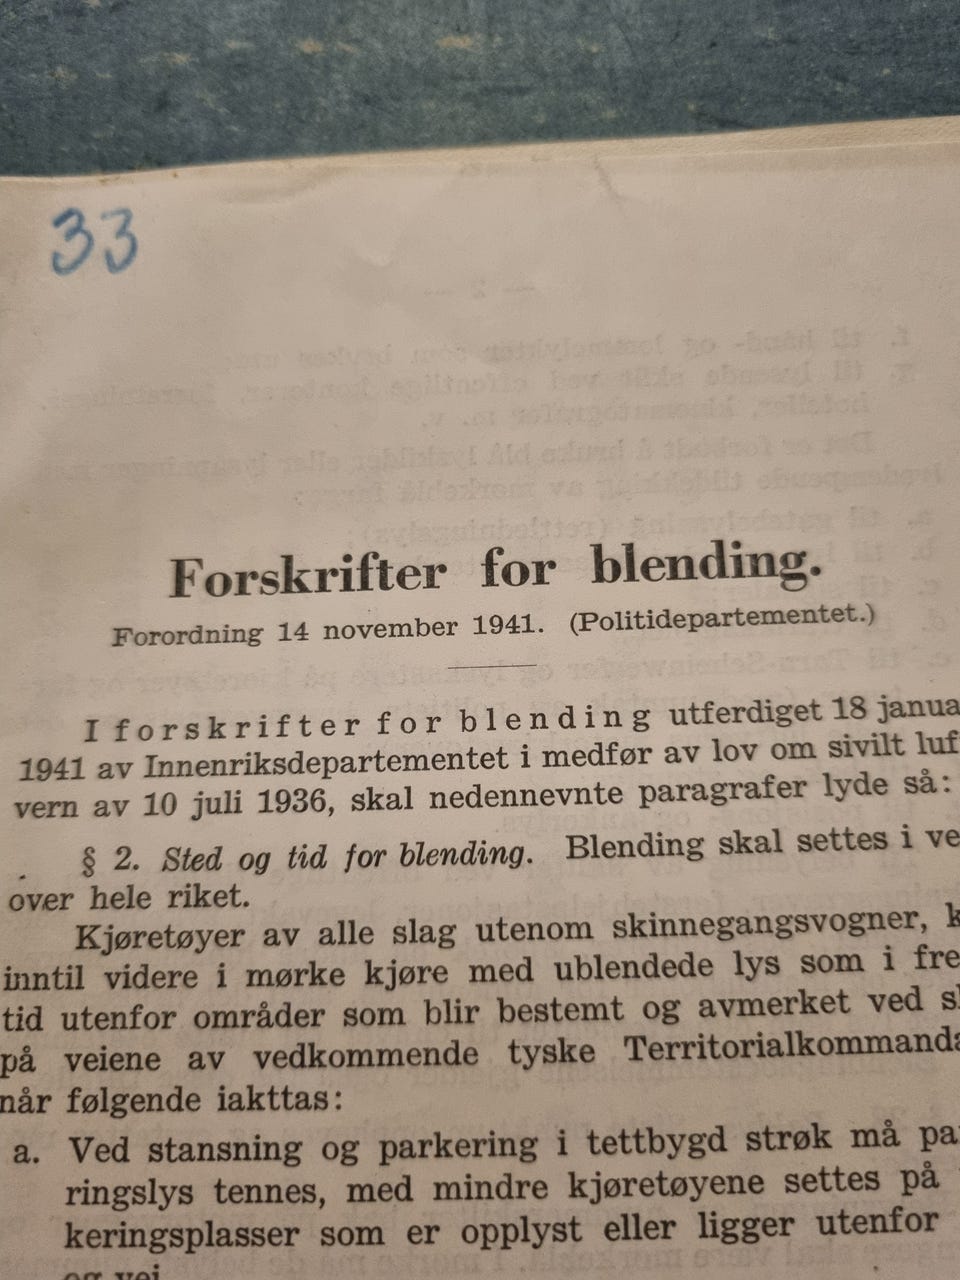 33
Forskrifter for blending.
Forordning 14 november 1941. (Politidepartementet.)
I forskrifter for blending utferdiget 18 janua
1941 av Innenriksdepartementet i medfør av lov om sivilt luf
vern av 10 juli 1936, skal nedennevnte paragrafer lyde så:
§ 2. Sted og tid for blending. Blending skal settes i ve
over hele riket.
Kjøretøyer av alle slag utenom skinnegangsvogner, k
inntil videre i mørke kjøre med ublendede lys som i fre
tid utenfor områder som blir bestemt og avmerket ved s
på veiene av vedkommende tyske Territorialkommanda
når følgende iakttas:
a. Ved stansning og parkering i tettbygd strøk må pa
ringslys tennes, med mindre kjøretøyene settes på
keringsplasser som er opplyst eller ligger utenfor
og vei